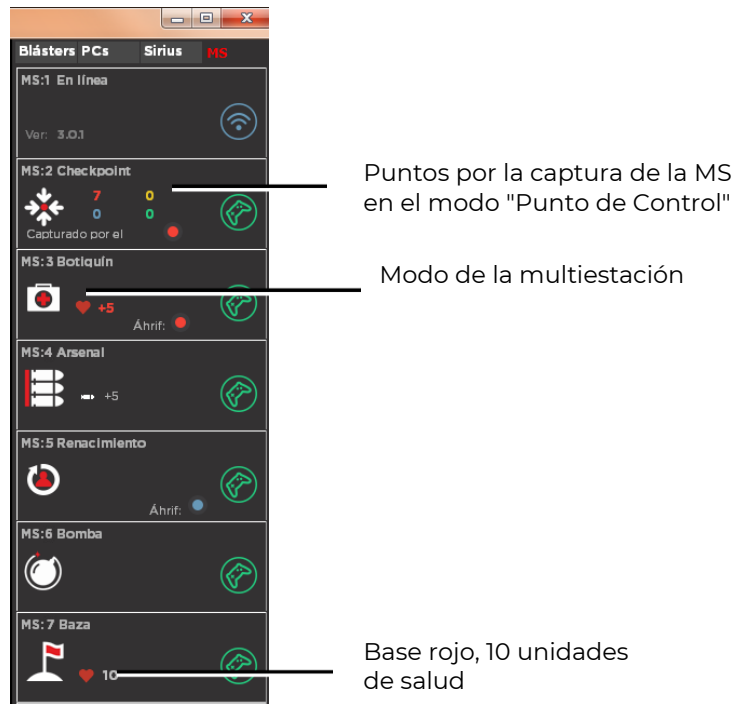 Blásters PCs Sirius MS
MS:1 En línea
Ver: 3.0.1
MS:2 Checkpoint
7 0
0 0
Capturado por el
Puntos por la captura de la MS
en el modo "Punto de Control"
MS:3 Botiquín
+5
Áhrif:
Modo de la multiestación
MS:4 Arsenal
+5
MS:5 Renacimiento
Áhrif:
MS:6 Bomba
MS:7 Baza
10
Base rojo, 10 unidades
de salud